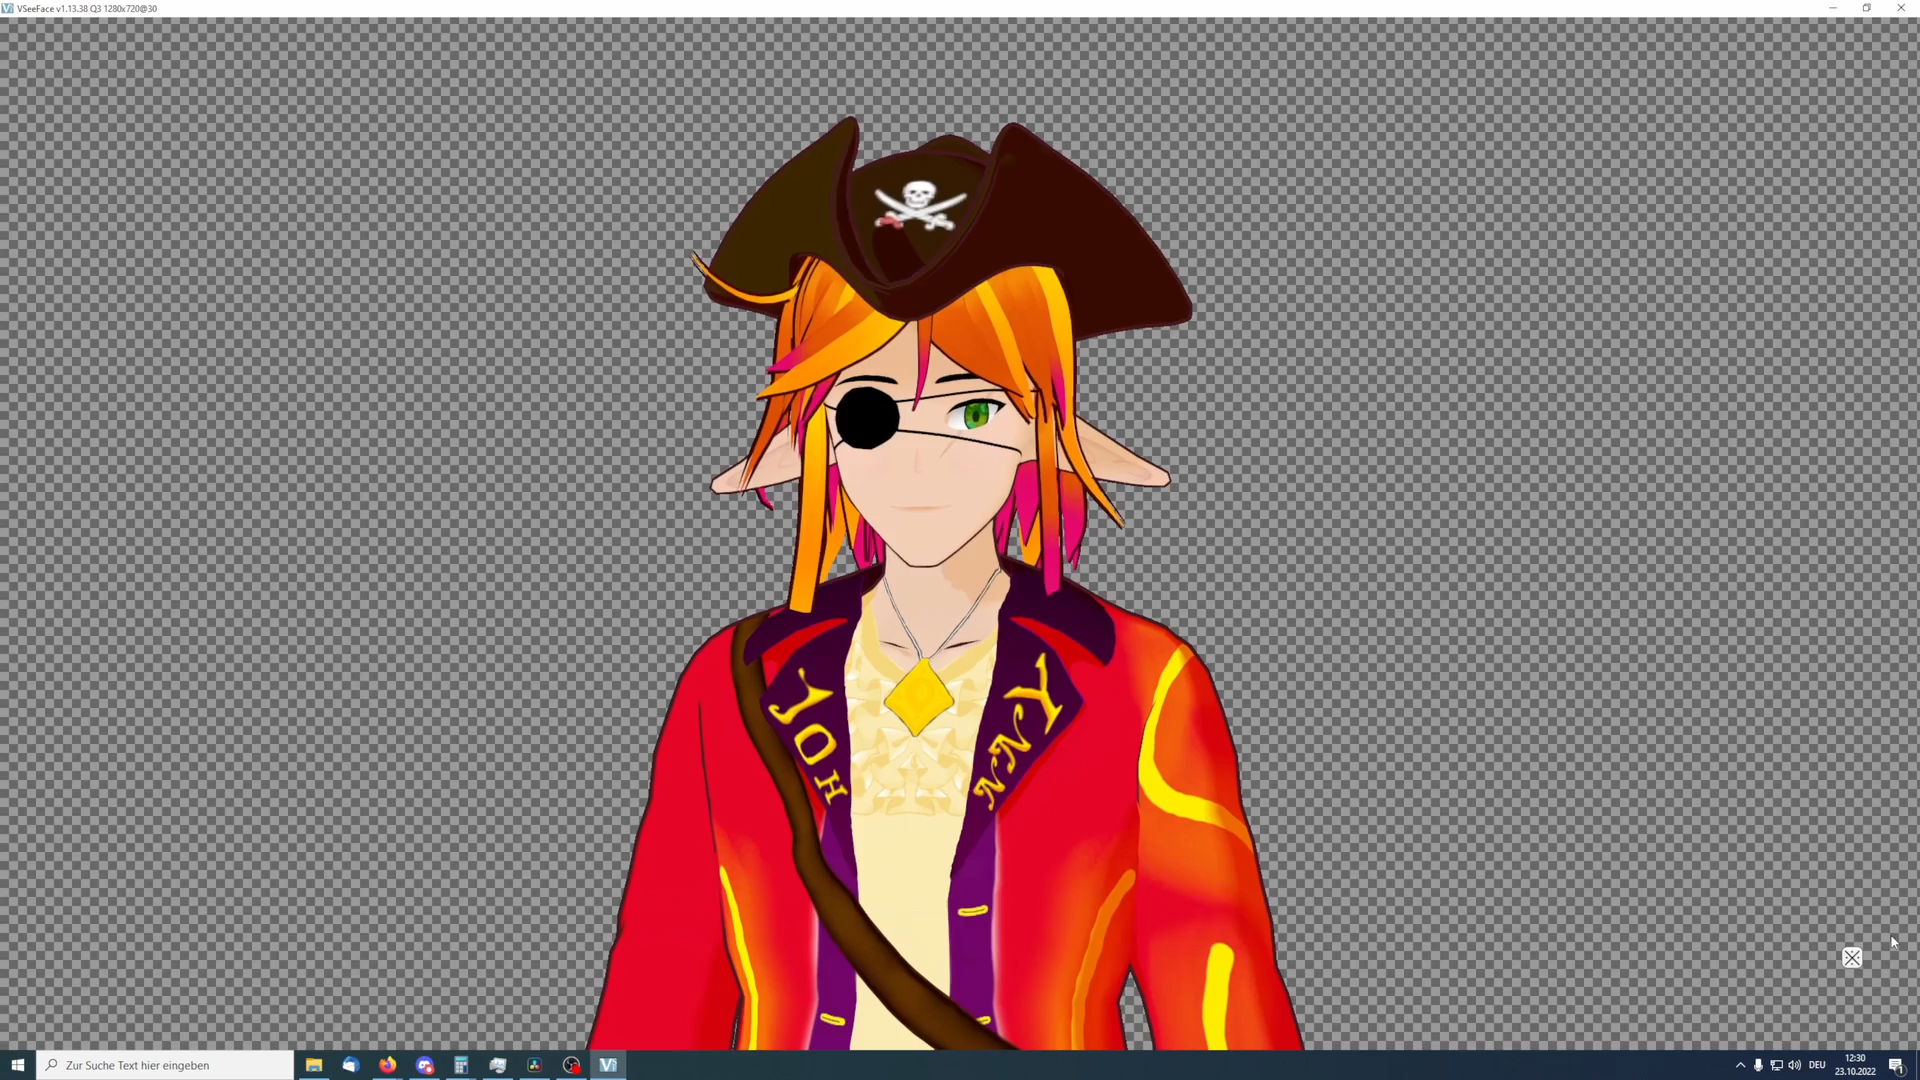 VSeeFace v1.13.38 Q3 1280x720@30
JOH NNY
Zur Suche Text hier eingeben
DEU
12:30
23.10.2022
1